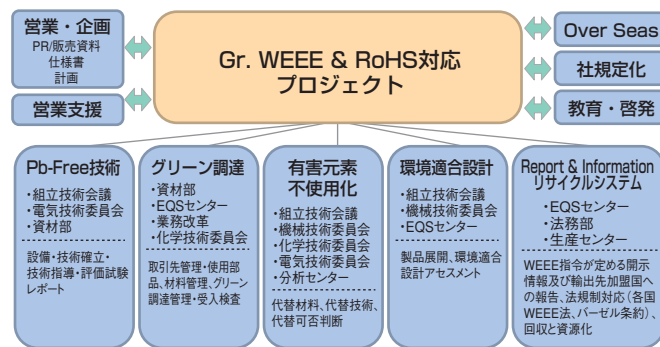 営業・企画
PR/販売資料
仕様書
計画
営業支援
Gr. WEEE & RoHS対応
プロジェクト
Over Seas
社規定化
教育・啓発
Pb-Free技術
・組立技術会議
・電気技術委員会
・資材部
設備・技術確立・
技術指導・評価試験
レポート
グリーン調達
・資材部
・EQSセンター
・業務改革
・化学技術委員会
取引先管理・使用部
品、材料管理、グリーン
調達管理・受入検査
有害元素
不使用化
・組立技術会議
・機械技術委員会
・化学技術委員会
・電気技術委員会
・分析センター
代替材料、代替技術、
代替可否判断
環境適合設計
・組立技術会議
・機械技術委員会
・EQSセンター
製品展開、環境適合
設計アセスメント
Report & Information
リサイクルシステム
・EQSセンター
・法務部
・生産センター
WEEE指令が定める開示
情報及び輸出先加盟国へ
の報告、法規制対応(各国
WEEE法、バーゼル条約)、
回収と資源化